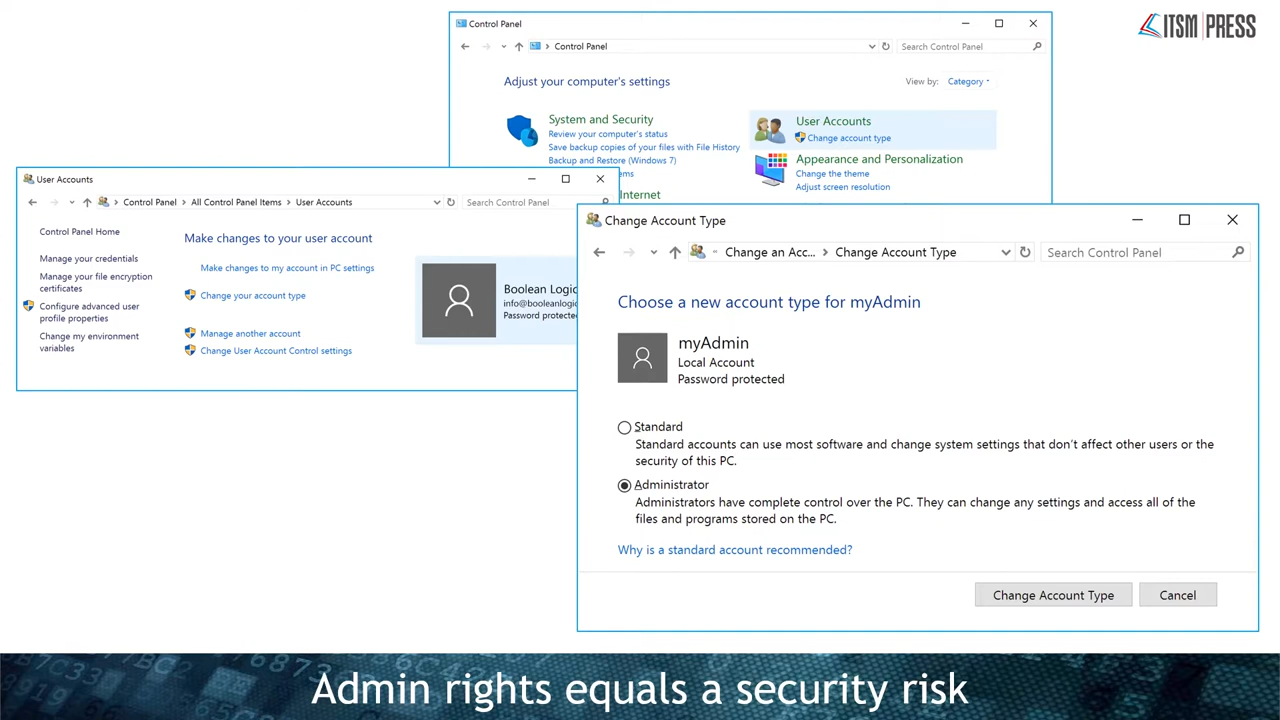 ITSM PRESS
Control Panel
Control Panel
Search Control Panel
Adjust your computer's settings
View by: Category
System and Security
Review your computer's status
Save backup copies of your files with File History
Backup and Restore (Windows 7)
User Accounts
Change account type
Appearance and Personalization
Change the theme
Adjust screen resolution
Internet
User Accounts
Control Panel > All Control Panel Items > User Accounts
Search Control Panel
Control Panel Home
Manage your credentials
Manage your file encryption
certificates
Configure advanced user
profile properties
Change my environment
variables
Make changes to your user account
Make changes to my account in PC settings
Change your account type
Manage another account
Change User Account Control settings
Boolean Logic
Password protected
Change Account Type
« Change an Acc... > Change Account Type
Search Control Panel
Choose a new account type for myAdmin
myAdmin
Local Account
Password protected
Standard
Standard accounts can use most software and change system settings that don't affect other users or the
security of this PC.
Administrator
Administrators have complete control over the PC. They can change any settings and access all of the
files and programs stored on the PC.
Why is a standard account recommended?
Change Account Type
Cancel
Admin rights equals a security risk